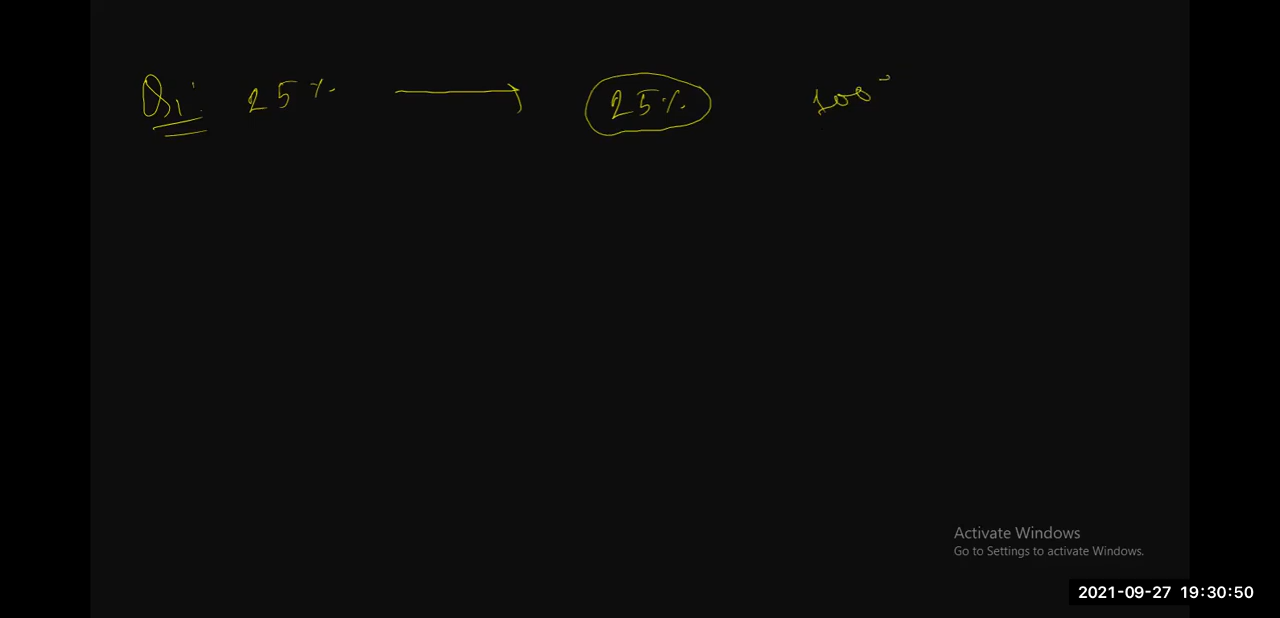 Q1: 25% → 25% 100
Activate Windows
Go to Settings to activate Windows.
2021-09-27 19:30:50